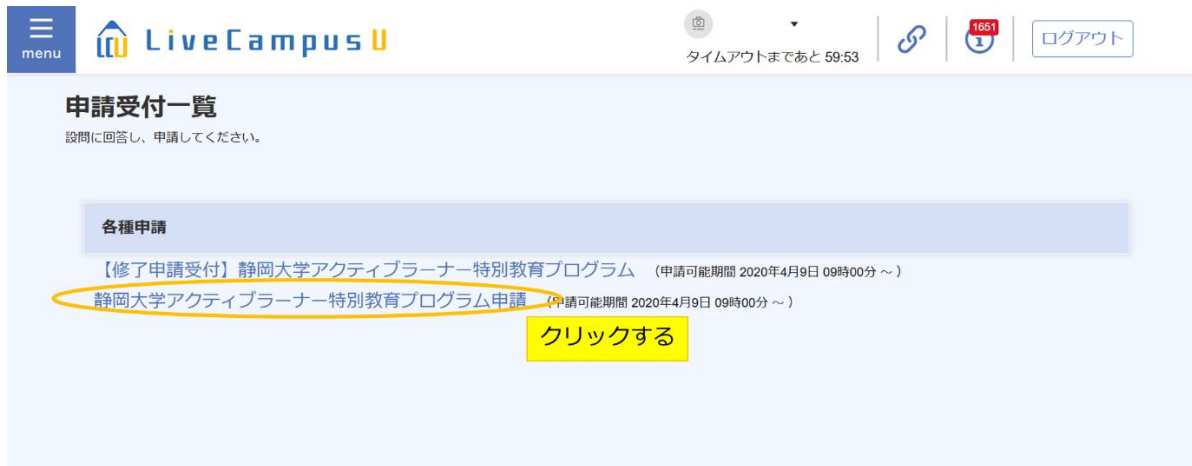 menu
LiveCampusU
タイムアウトまであと 59:53
1651
ログアウト
申請受付一覧
設問に回答し、申請してください。
各種申請
【修了申請受付】静岡大学アクティブラーナー特別教育プログラム （申請可能期間 2020年4月9日 09時00分 ～ ）
静岡大学アクティブラーナー特別教育プログラム申請 （申請可能期間 2020年4月9日 09時00分 ～ ）
クリックする